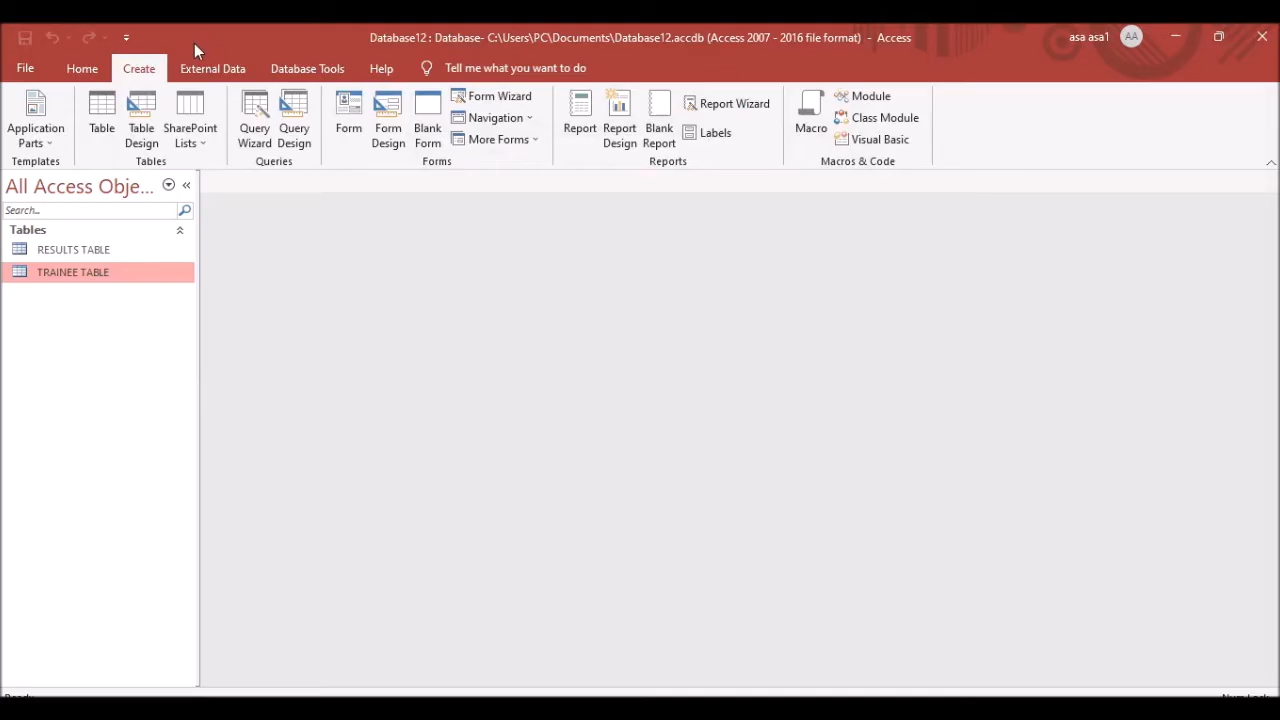 Database12 : Database- C:\Users\PC\Documents\Database12.accdb (Access 2007 - 2016 file format) - Access
asa asa1
AA
File
Home
Create
External Data
Database Tools
Help
Tell me what you want to do
Application Parts
Templates
Table
Table Design
SharePoint Lists
Tables
Query Wizard
Query Design
Queries
Form
Form Design
Blank Form
Form Wizard
Navigation
More Forms
Forms
Report
Report Design
Blank Report
Report Wizard
Labels
Reports
Macro
Module
Class Module
Visual Basic
Macros & Code
All Access Obje...
Search...
Tables
RESULTS TABLE
TRAINEE TABLE